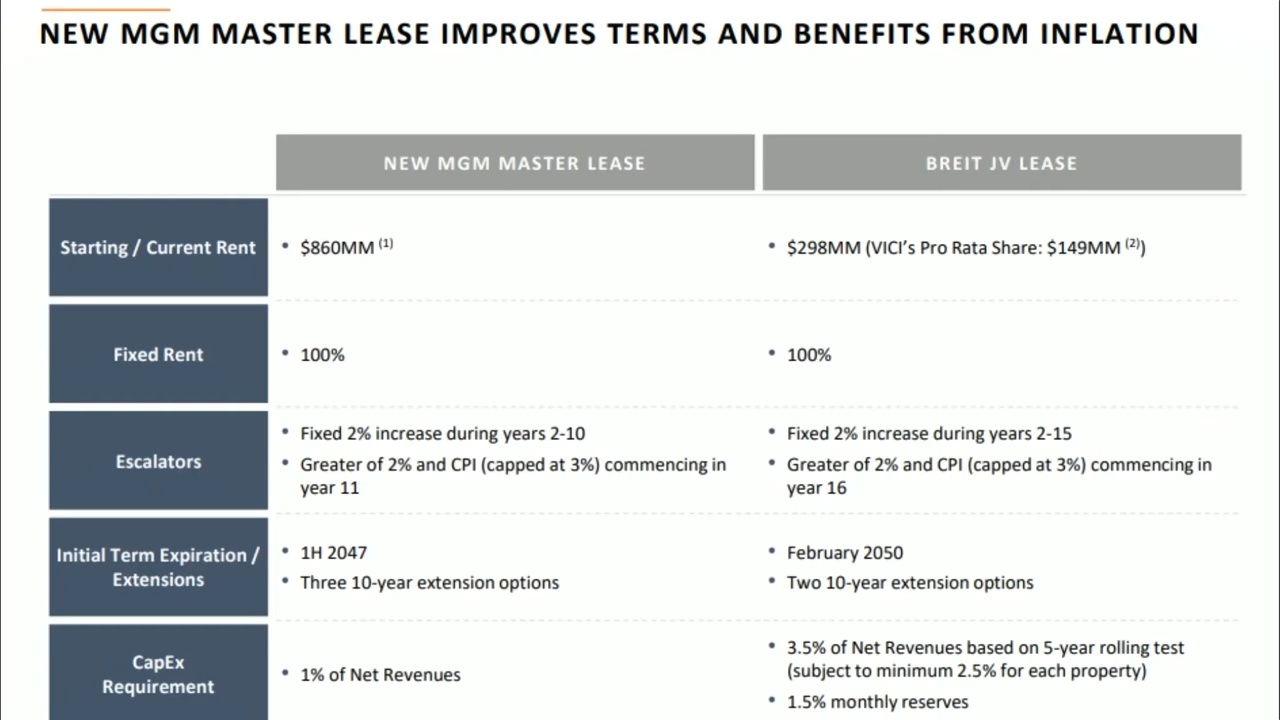 NEW MGM MASTER LEASE IMPROVES TERMS AND BENEFITS FROM INFLATION
NEW MGM MASTER LEASE
BREIT JV LEASE
Starting / Current Rent
• $860MM (1)
• $298MM (VICI's Pro Rata Share: $149MM (2))
Fixed Rent
• 100%
• 100%
Escalators
• Fixed 2% increase during years 2-10
• Greater of 2% and CPI (capped at 3%) commencing in
year 11
• Fixed 2% increase during years 2-15
• Greater of 2% and CPI (capped at 3%) commencing in
year 16
Initial Term Expiration /
Extensions
• 1H 2047
• Three 10-year extension options
• February 2050
• Two 10-year extension options
CapEx
Requirement
• 1% of Net Revenues
• 3.5% of Net Revenues based on 5-year rolling test
(subject to minimum 2.5% for each property)
• 1.5% monthly reserves